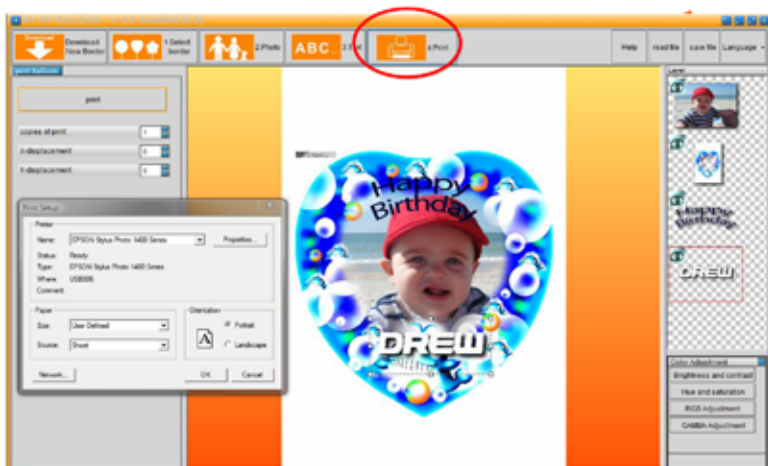 Download
Download New Border
1.Select border
2.Photo
ABC...
3.Text
4.Print
Help
read file
save file
Language
print balloon
print
copies of print
1
X-displacement
0
Y-displacement
0
Print Setup
Printer
Name:
EPSON Stylus Photo 1400 Series
Properties...
Status:
Ready
Type:
EPSON Stylus Photo 1400 Series
Where:
USB006
Comment:
Paper
Size:
User Defined
Source:
Sheet
Orientation
A
Portrait
Landscape
Network...
OK
Cancel
Happy
Birthday
DREW
Layer
Happy
Birthday
DREW
Color Adjustment
Brightness and contrast
Hue and saturation
RGB Adjustment
GAMMA Adjustment